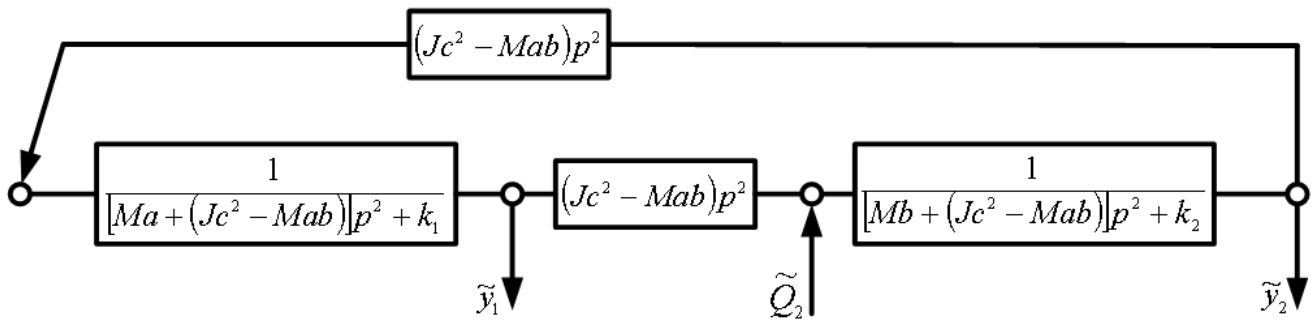 (Jc² − Mab)p²
1
[Ma + (Jc² − Mab)]p² + k₁
(Jc² − Mab)p²
1
[Mb + (Jc² − Mab)]p² + k₂
ỹ₁
Q̃₂
ỹ₂